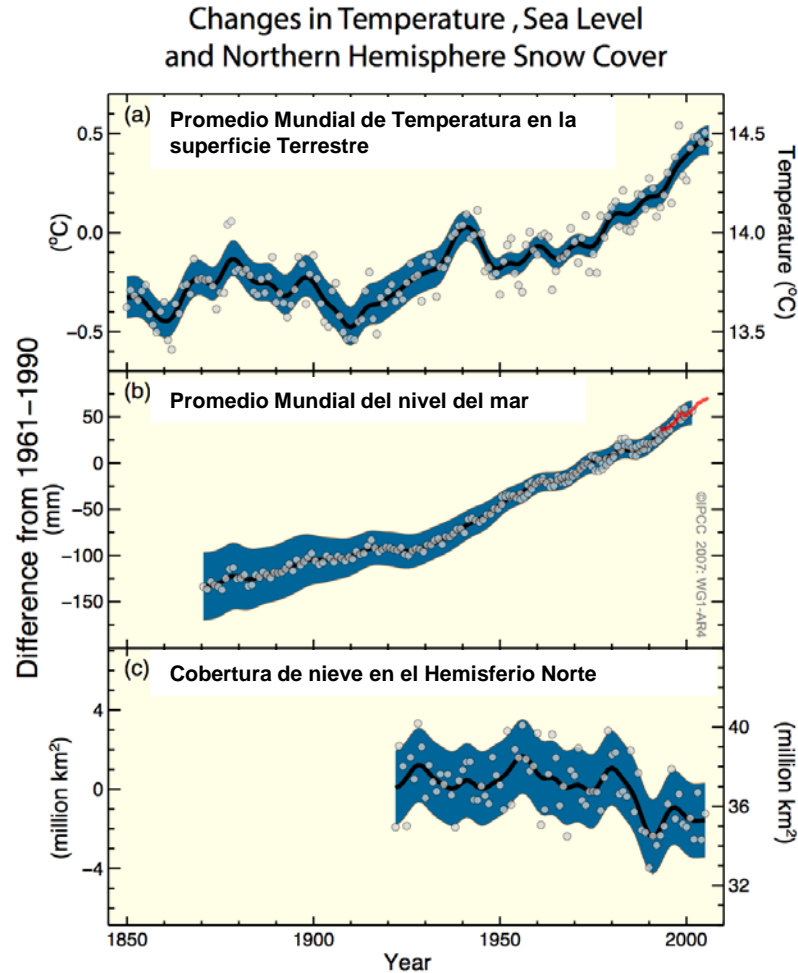 Changes in Temperature , Sea Level
and Northern Hemisphere Snow Cover
(a) Promedio Mundial de Temperatura en la
superficie Terrestre
0.5
0.0
−0.5
(°C)
14.5
14.0
13.5
Temperature (°C)
(b) Promedio Mundial del nivel del mar
50
0
−50
−100
−150
(mm)
Difference from 1961−1990
©IPCC 2007: WG1-AR4
(c) Cobertura de nieve en el Hemisferio Norte
4
0
−4
(million km²)
40
36
32
(million km²)
1850 1900 1950 2000
Year